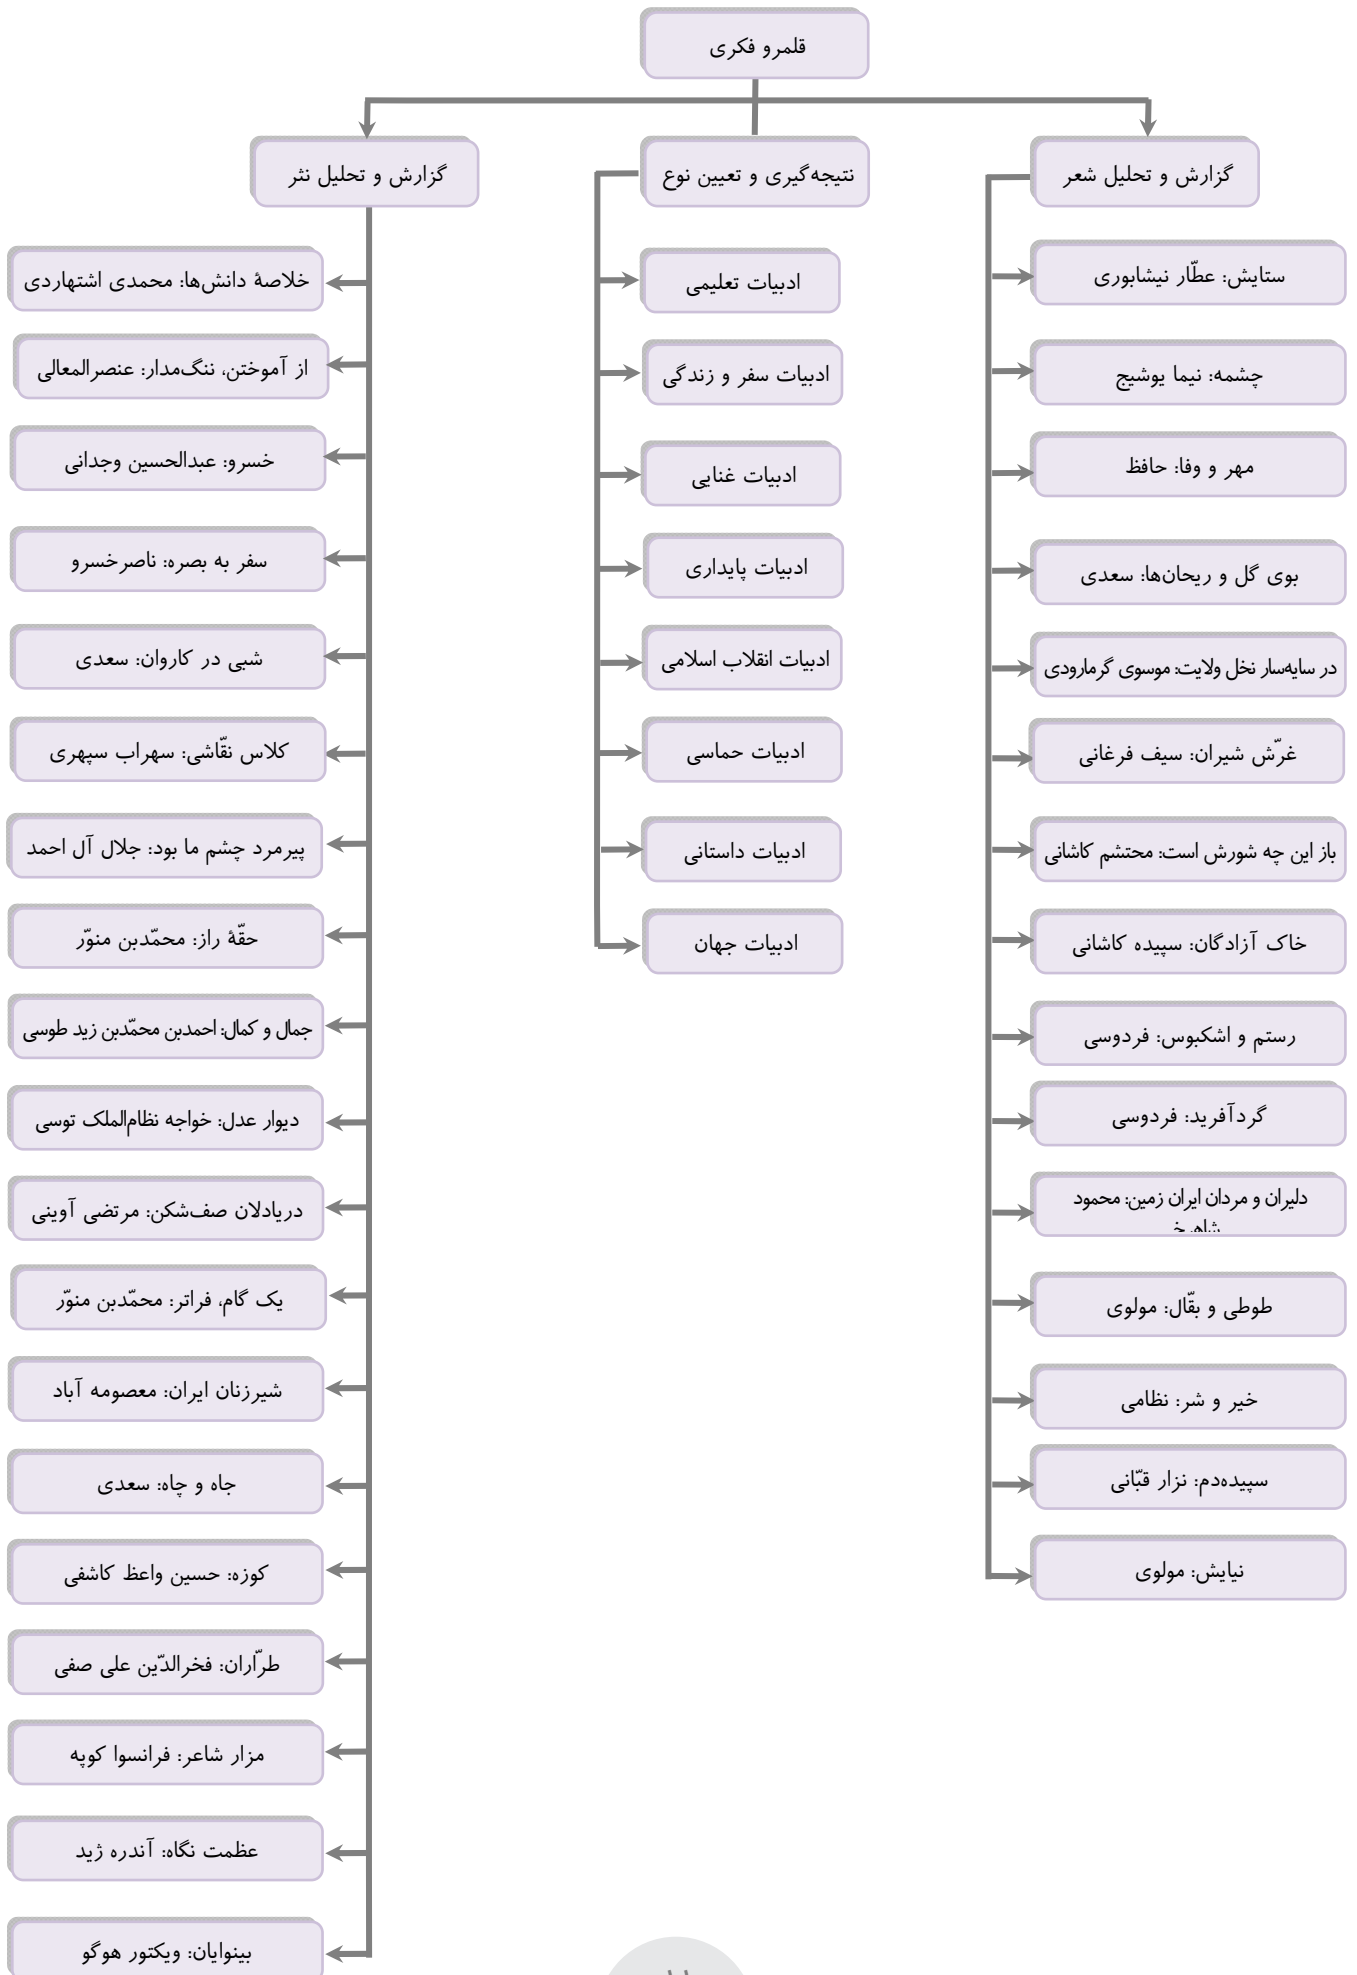 قلمرو فکری
گزارش و تحلیل شعر
ستایش: عطّار نیشابوری
چشمه: نیما یوشیج
مهر و وفا: حافظ
بوی گل و ریحان‌ها: سعدی
در سایه‌سار نخل ولایت: موسوی گرمارودی
غرّش شیران: سیف فرغانی
باز این چه شورش است: محتشم کاشانی
خاک آزادگان: سپیده کاشانی
رستم و اشکبوس: فردوسی
گردآفرید: فردوسی
دلیران و مردان ایران زمین: محمود
طوطی و بقّال: مولوی
خیر و شر: نظامی
سپیده‌دم: نزار قبّانی
نیایش: مولوی
نتیجه‌گیری و تعیین نوع
ادبیات تعلیمی
ادبیات سفر و زندگی
ادبیات غنایی
ادبیات پایداری
ادبیات انقلاب اسلامی
ادبیات حماسی
ادبیات داستانی
ادبیات جهان
گزارش و تحلیل نثر
خلاصهٔ دانش‌ها: محمدی اشتهاردی
از آموختن، ننگ‌مدار: عنصرالمعالی
خسرو: عبدالحسین وجدانی
سفر به بصره: ناصرخسرو
شبی در کاروان: سعدی
کلاس نقّاشی: سهراب سپهری
پیرمرد چشم ما بود: جلال آل احمد
حقّهٔ راز: محمّدبن منوّر
جمال و کمال: احمدبن محمّدبن زید طوسی
دیوار عدل: خواجه نظام‌الملک توسی
دریادلان صف‌شکن: مرتضی آوینی
یک گام، فراتر: محمّدبن منوّر
شیرزنان ایران: معصومه آباد
جاه و چاه: سعدی
کوزه: حسین واعظ کاشفی
طرّاران: فخرالدّین علی صفی
مزار شاعر: فرانسوا کوپه
عظمت نگاه: آندره ژید
بینوایان: ویکتور هوگو